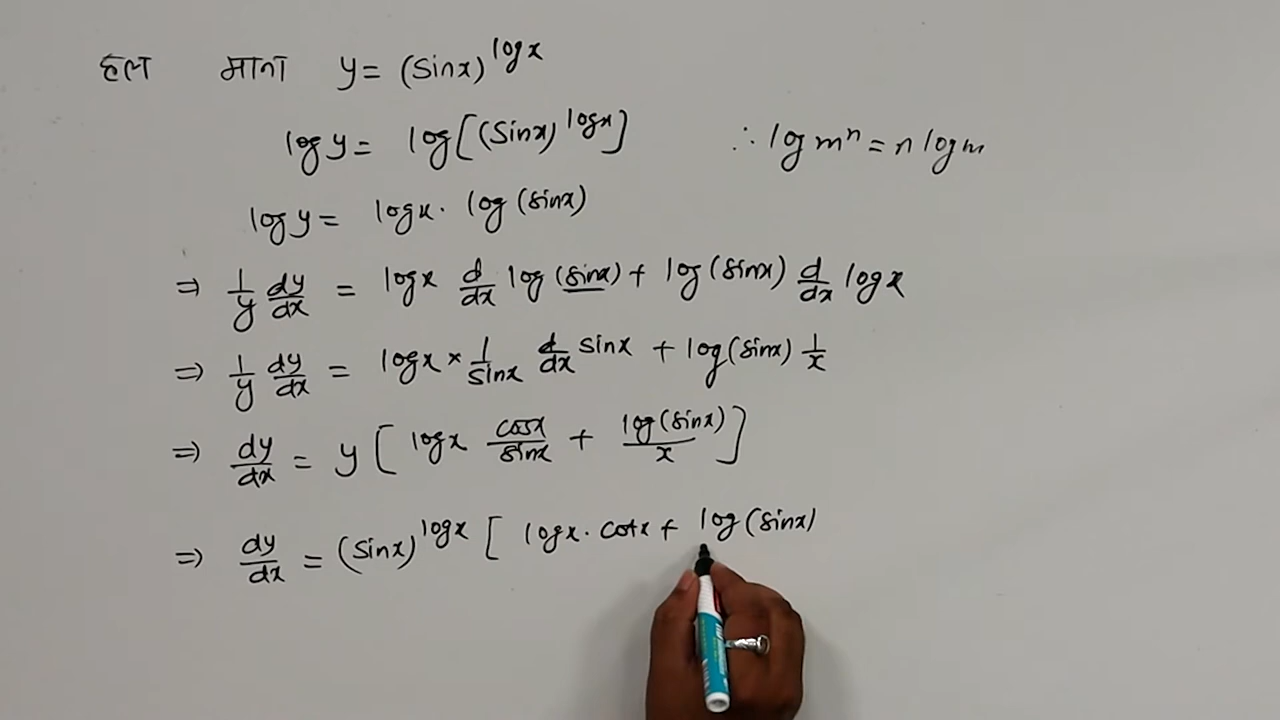 हल माना y = (sinx)^logx
log y = log[(sinx)^logx] ∴ log mⁿ = n log m
log y = logx · log (sinx)
⇒ 1/y dy/dx = logx d/dx log (sinx) + log (sinx) d/dx log x
⇒ 1/y dy/dx = logx × 1/sinx d/dx sinx + log(sinx) 1/x
⇒ dy/dx = y [ logx cosx/sinx + log(sinx)/x ]
⇒ dy/dx = (sinx)^logx [ logx · cotx + log (sinx)